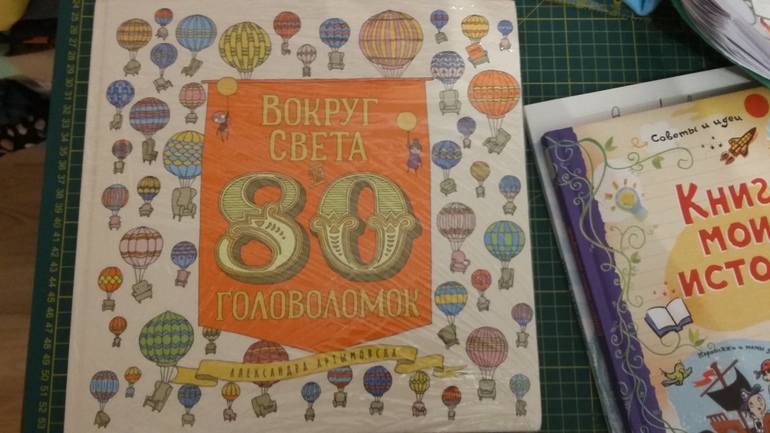 Вокруг
Света
в
80
головоломок
Александра Артымовска
Советы и идеи
Книг
мои
исто